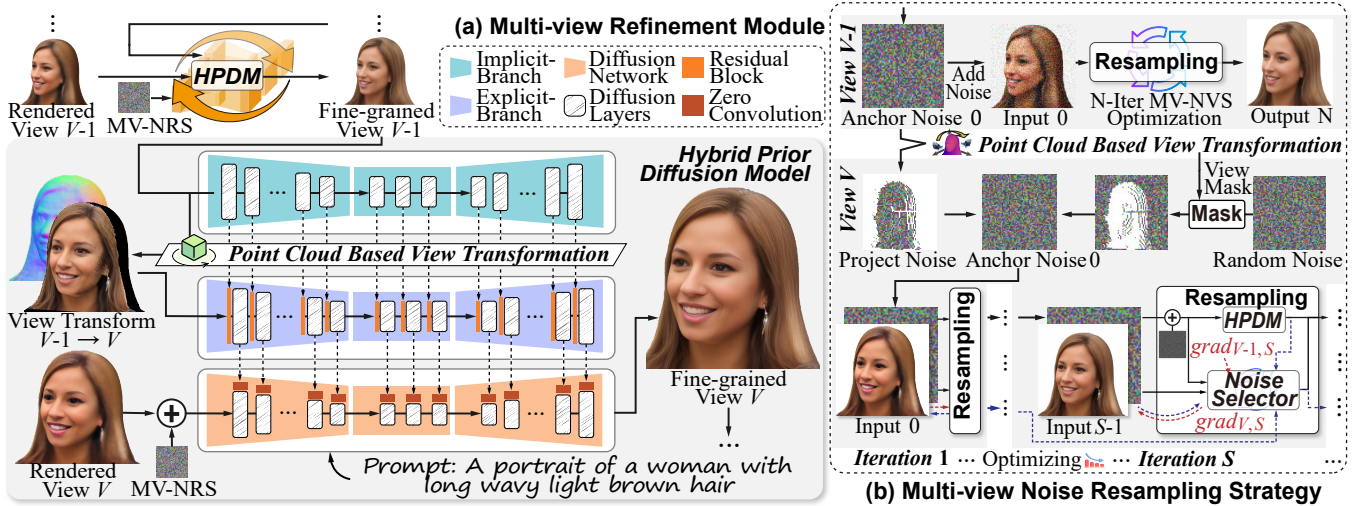 (a) Multi-view Refinement Module
HPDM
Rendered
View V-1
MV-NRS
Fine-grained
View V-1
Implicit-
Branch
Diffusion
Network
Residual
Block
Explicit-
Branch
Diffusion
Layers
Zero
Convolution
Hybrid Prior
Diffusion Model
...
...
...
Point Cloud Based View Transformation
View Transform
V-1 → V
...
...
...
Rendered
View V
+
MV-NRS
...
...
...
Fine-grained
View V
...
Prompt: A portrait of a woman with
long wavy light brown hair
View V-1
Anchor Noise 0
Add
Noise
Input 0
Resampling
N-Iter MV-NVS
Optimization
Output N
Point Cloud Based View Transformation
View V
View
Mask
Mask
Project Noise
Anchor Noise 0
Random Noise
Input 0
Resampling
...
...
...
Input S-1
Resampling
+
HPDM
grad V-1, S
Noise
Selector
grad V, S
...
...
Iteration 1 ... Optimizing ... Iteration S ...
(b) Multi-view Noise Resampling Strategy